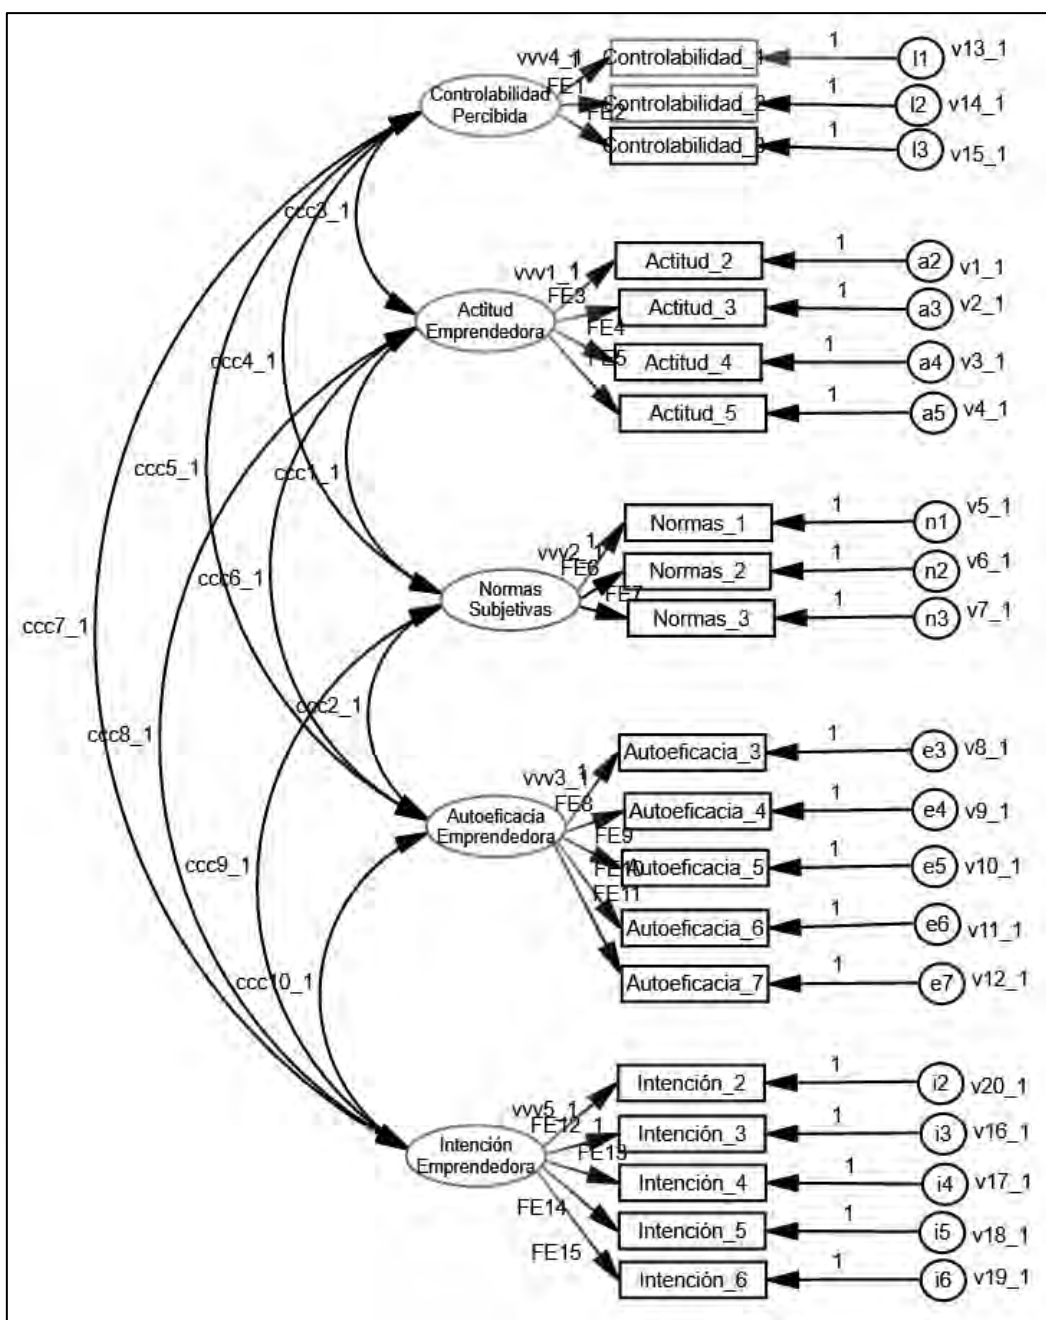 vvv4_1
1
Controlabilidad_1
1
l1
v13_1
FE1
Controlabilidad
Percibida
Controlabilidad_2
1
l2
v14_1
FE2
Controlabilidad_3
1
l3
v15_1
ccc3_1
vvv1_1
1
Actitud_2
1
a2
v1_1
FE3
Actitud
Emprendedora
Actitud_3
1
a3
v2_1
FE4
FE5
Actitud_4
1
a4
v3_1
ccc4_1
Actitud_5
1
a5
v4_1
ccc5_1
ccc1_1
vvv2_1
1
Normas_1
1
n1
v5_1
FE6
ccc6_1
Normas
Subjetivas
Normas_2
1
n2
v6_1
FE7
Normas_3
1
n3
v7_1
ccc7_1
ccc2_1
ccc8_1
vvv3_1
1
Autoeficacia_3
1
e3
v8_1
FE8
Autoeficacia
Emprendedora
Autoeficacia_4
1
e4
v9_1
FE9
FE10
Autoeficacia_5
1
e5
v10_1
ccc9_1
FE11
Autoeficacia_6
1
e6
v11_1
ccc10_1
Autoeficacia_7
1
e7
v12_1
vvv5_1
Intención_2
1
i2
v20_1
FE12
1
Intención
Emprendedora
Intención_3
1
i3
v16_1
FE13
Intención_4
1
i4
v17_1
FE14
Intención_5
1
i5
v18_1
FE15
Intención_6
1
i6
v19_1